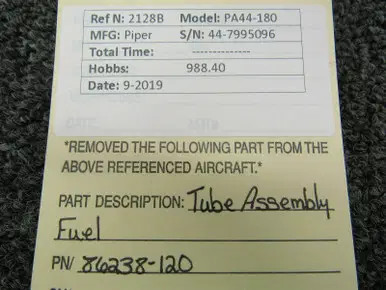 Ref N: 2128B Model: PA44-180
MFG: Piper S/N: 44-7995096
Total Time: --------------
Hobbs: 988.40
Date: 9-2019
*REMOVED THE FOLLOWING PART FROM THE
ABOVE REFERENCED AIRCRAFT.*
PART DESCRIPTION: Tube Assembly
Fuel
PN/ 86238-120